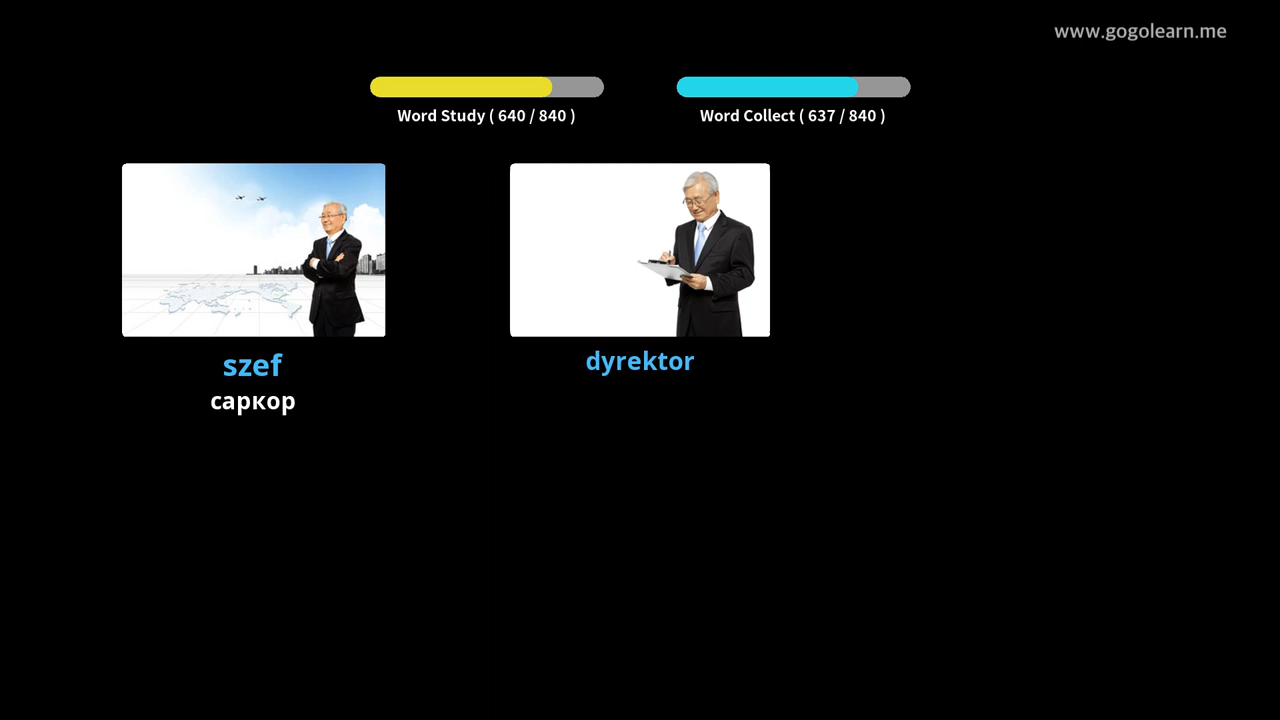 www.gogolearn.me
Word Study ( 640 / 840 )
Word Collect ( 637 / 840 )
szef
саркор
dyrektor